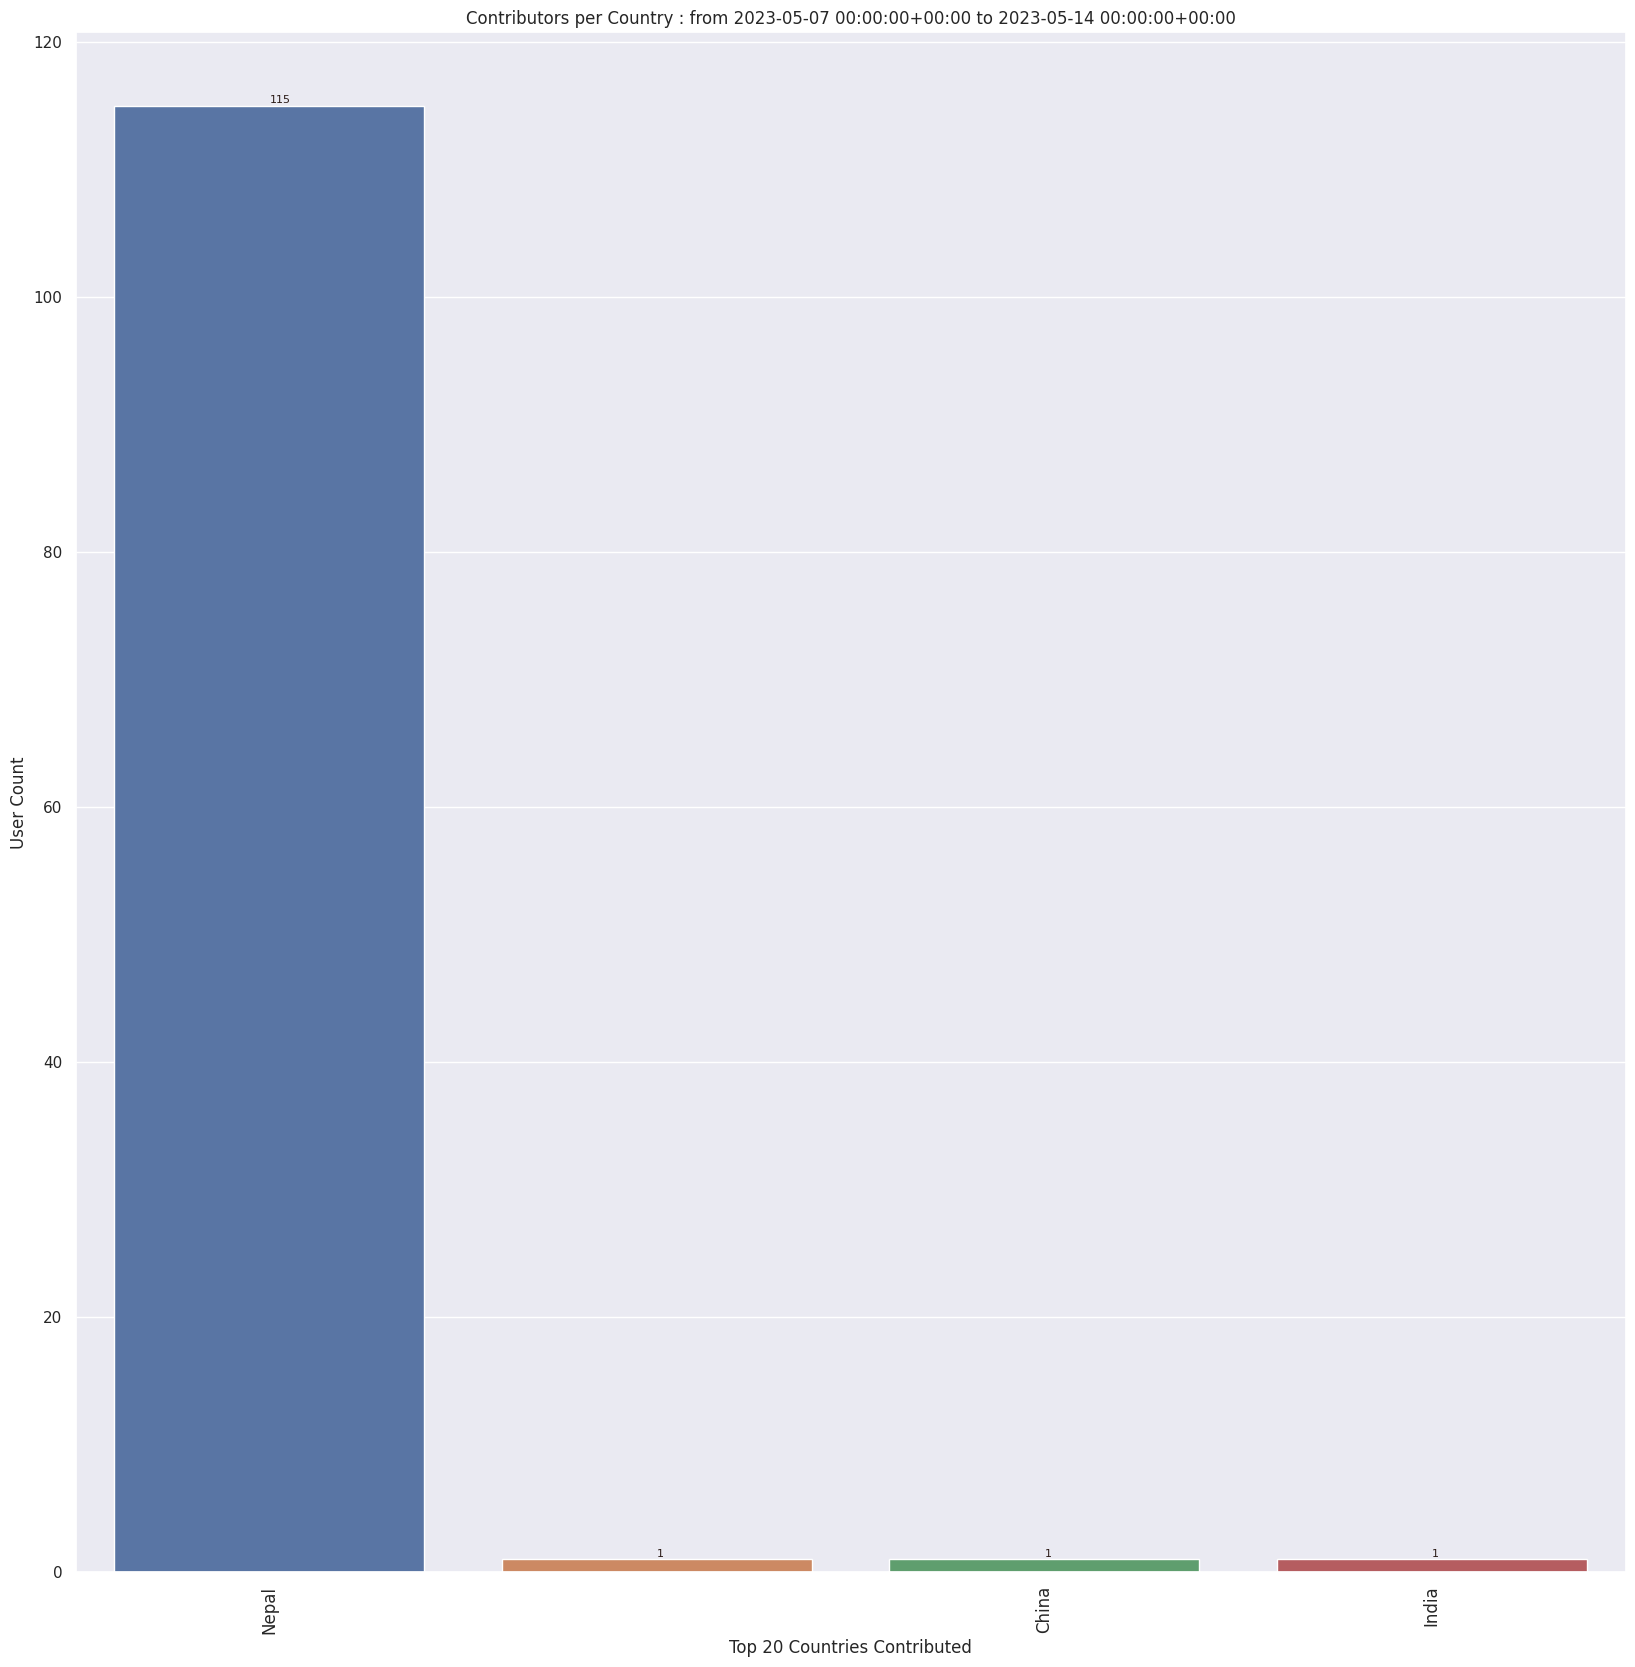 Contributors per Country : from 2023-05-07 00:00:00+00:00 to 2023-05-14 00:00:00+00:00
120
115
100
80
60
User Count
40
20
1
1
1
0
Nepal
China
India
Top 20 Countries Contributed